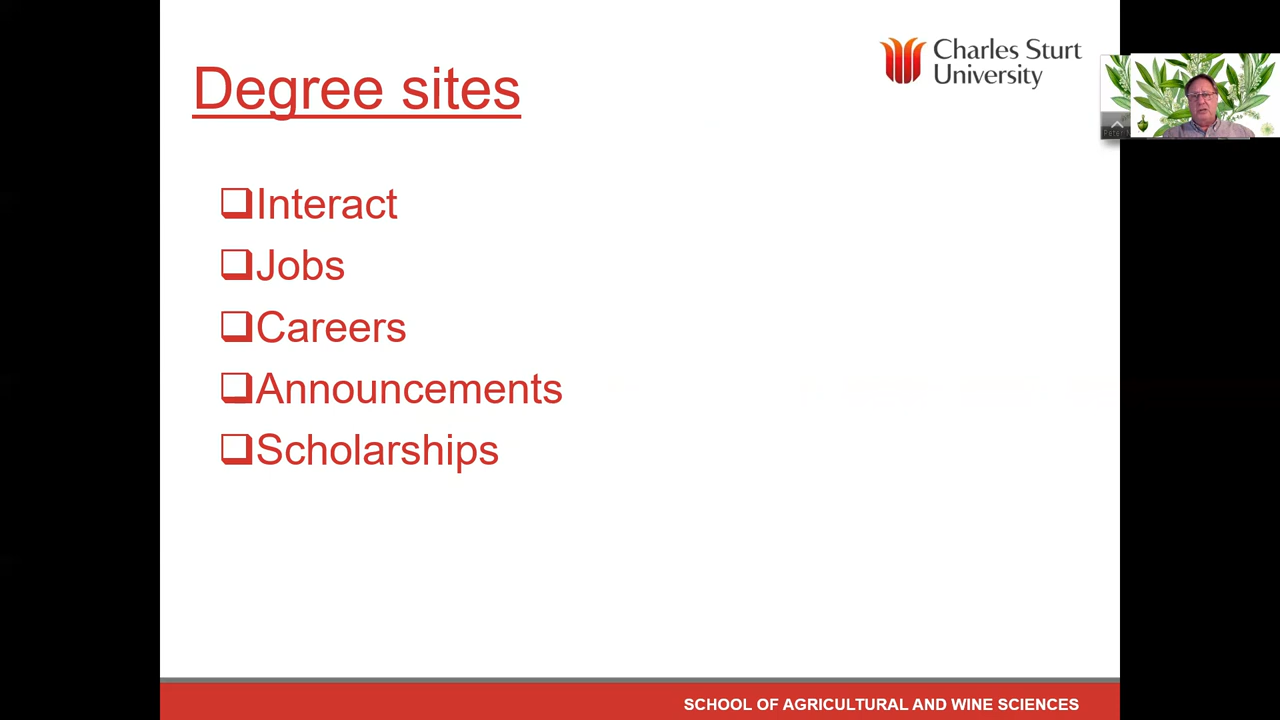 Degree sites
Charles Sturt
University
Interact
Jobs
Careers
Announcements
Scholarships
SCHOOL OF AGRICULTURAL AND WINE SCIENCES